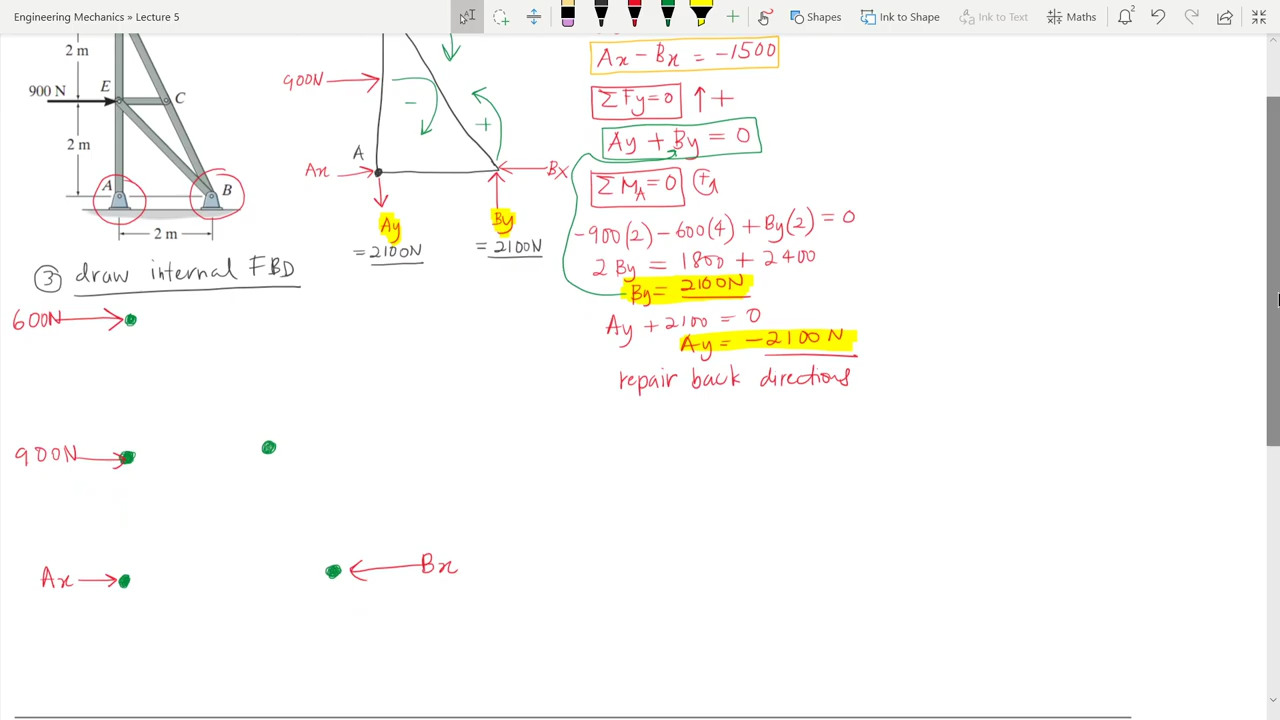 Engineering Mechanics » Lecture 5
Shapes
Ink to Shape
Ink to Text
Maths
2 m
E
C
900 N
2 m
A
B
2 m
900N
-
+
A
Ax
Bx
Ay
= 2100N
By
= 2100N
Ax - Bx = -1500
ΣFy=0 ↑+
Ay + By = 0
ΣM_A=0 +
-900(2) - 600(4) + By(2) = 0
2 By = 1800 + 2400
By = 2100N
Ay + 2100 = 0
Ay = - 2100 N
repair back directions
③ draw internal FBD
600N
900N
Ax
Bx